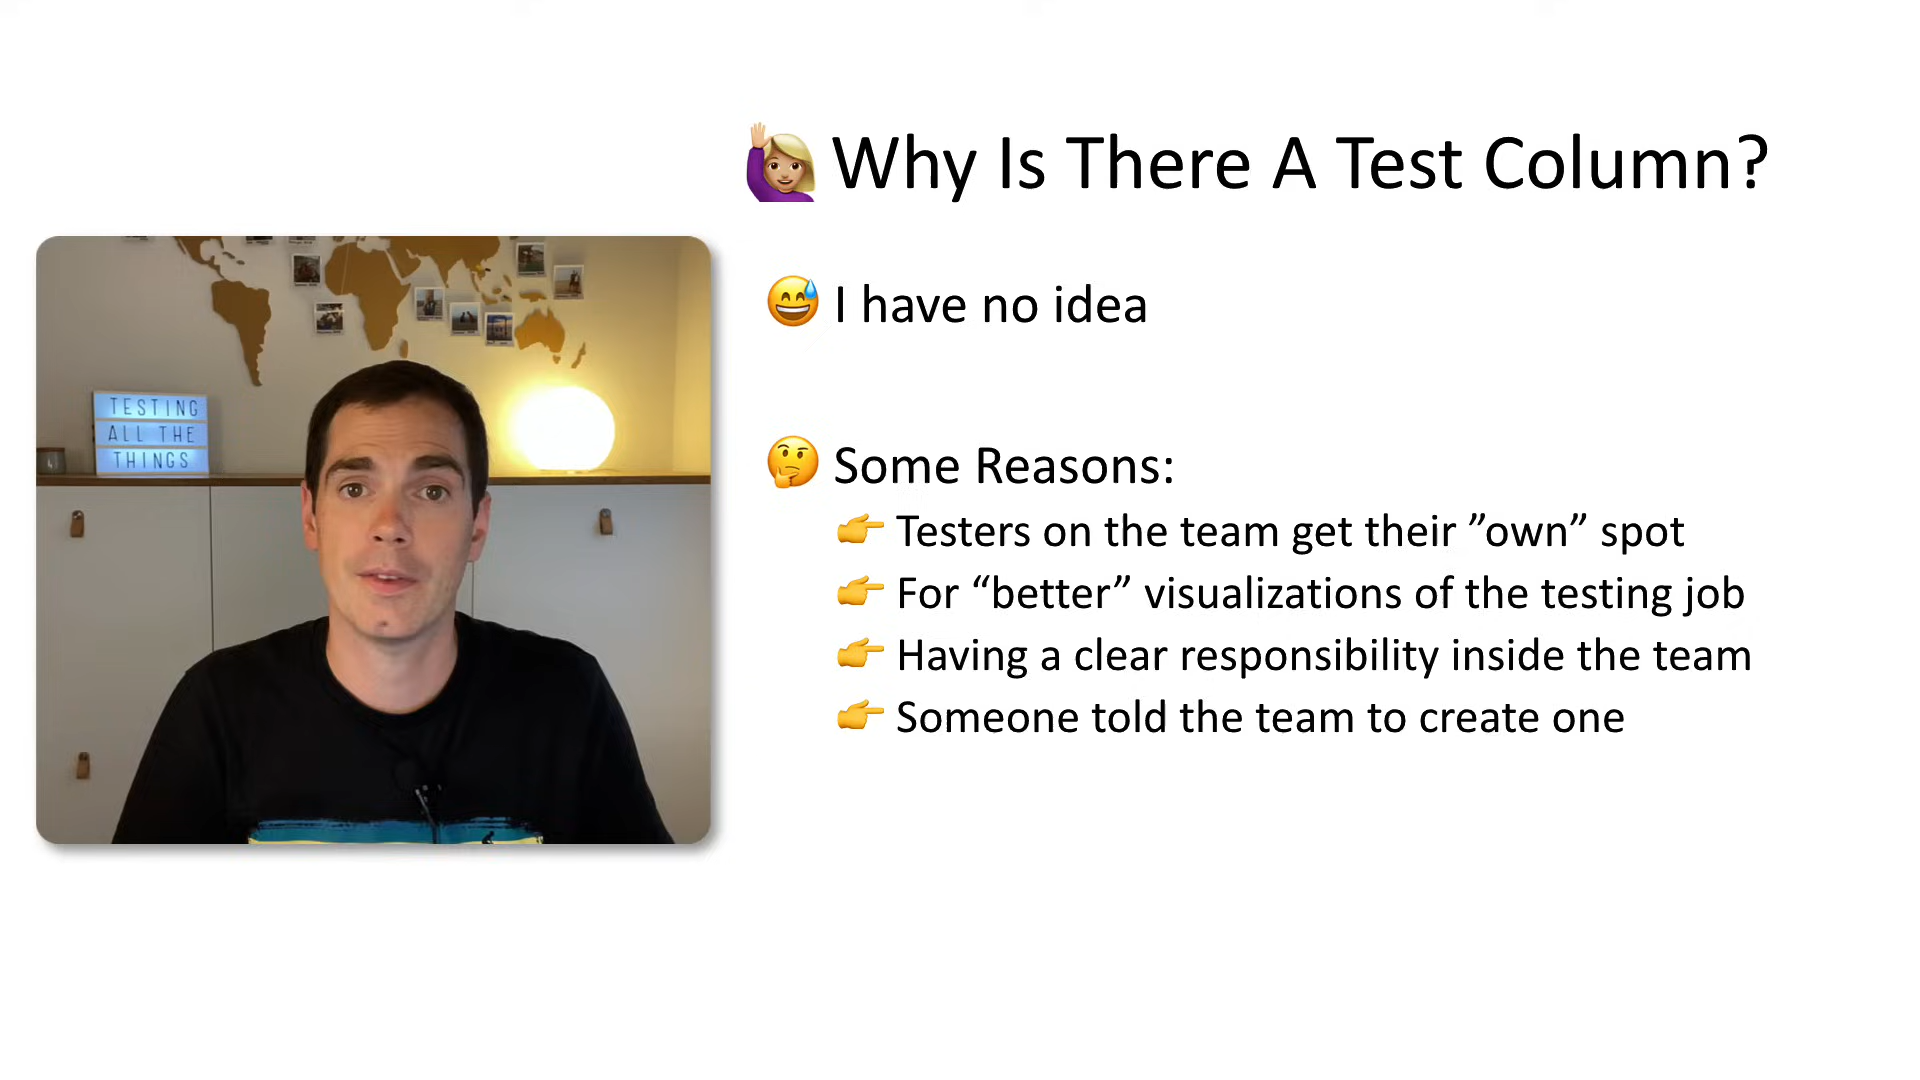 Why Is There A Test Column?
I have no idea
Some Reasons:
Testers on the team get their ”own” spot
For “better” visualizations of the testing job
Having a clear responsibility inside the team
Someone told the team to create one
TESTING
ALL THE
THINGS